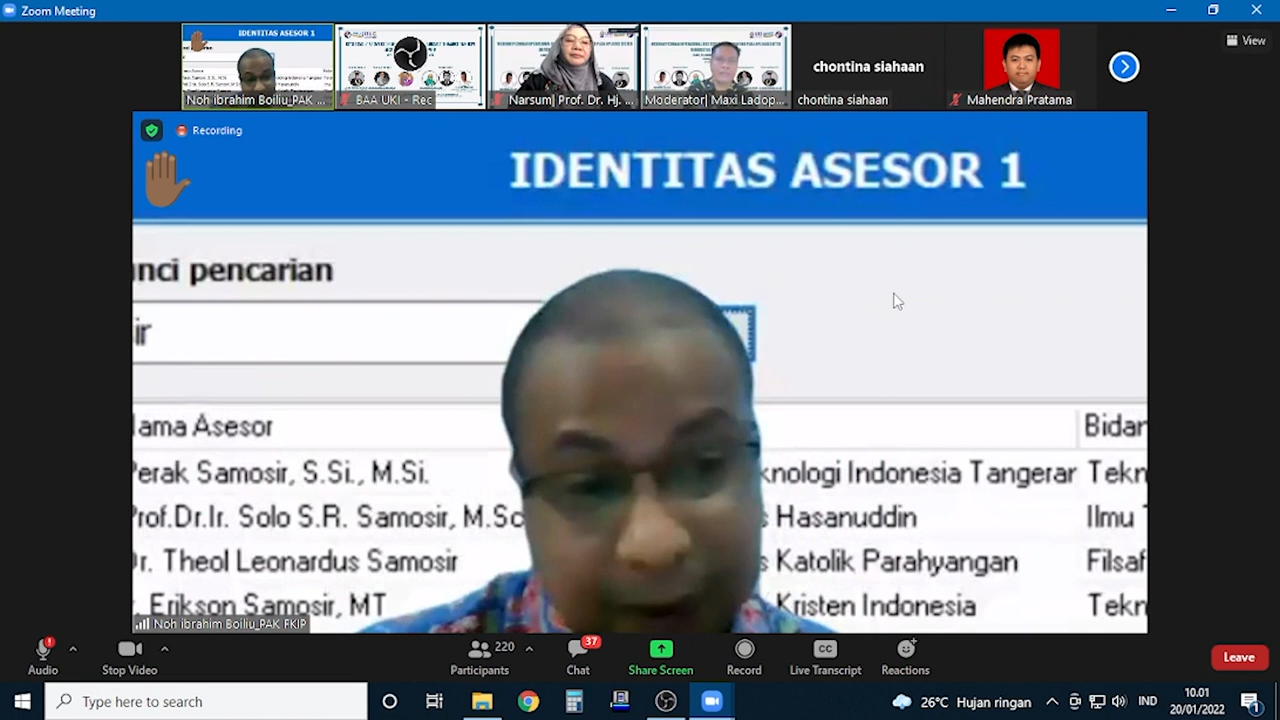 Zoom Meeting
IDENTITAS ASESOR 1
Noh ibrahim Boiliu_PAK ...
BAA UKI - Rec
Narsum| Prof. Dr. Hj. ...
Moderator| Maxi Ladop...
chontina siahaan
chontina siahaan
Mahendra Pratama
View
Recording
IDENTITAS ASESOR 1
unci pencarian
ir
lama Asesor
Bidar
Perak Samosir, S.Si., M.Si.
knologi Indonesia Tangerar
Tekn
Prof.Dr.Ir. Solo S.R. Samosir, M.Sc
s Hasanuddin
Ilmu
Dr. Theol Leonardus Samosir
s Katolik Parahyangan
Filsaf
. Erikson Samosir, MT
Kristen Indonesia
Tekn
Noh ibrahim Boiliu_PAK FKIP
Audio
Stop Video
220
Participants
37
Chat
Share Screen
Record
CC
Live Transcript
Reactions
Leave
Type here to search
26°C Hujan ringan
IND
10.01
20/01/2022
1